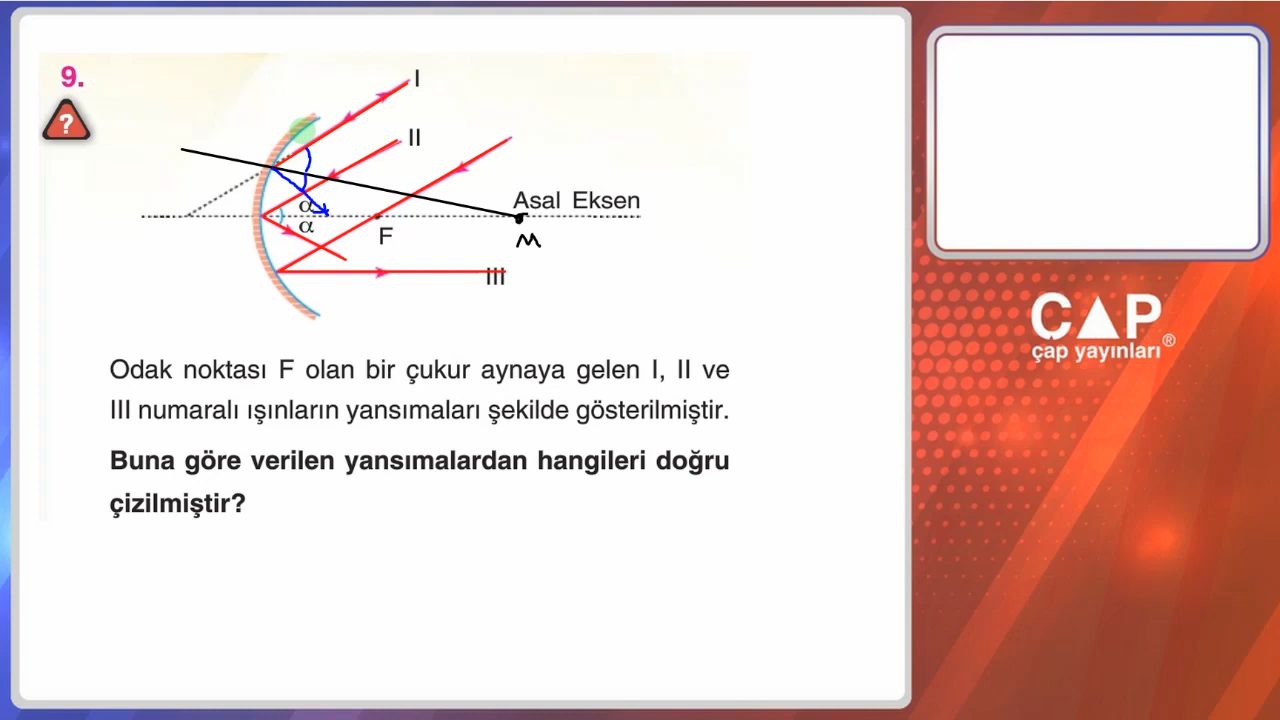 9.
?
I
II
Asal Eksen
α
α
F
M
III
Odak noktası F olan bir çukur aynaya gelen I, II ve
III numaralı ışınların yansımaları şekilde gösterilmiştir.
Buna göre verilen yansımalardan hangileri doğru
çizilmiştir?
ÇAP
çap yayınları®